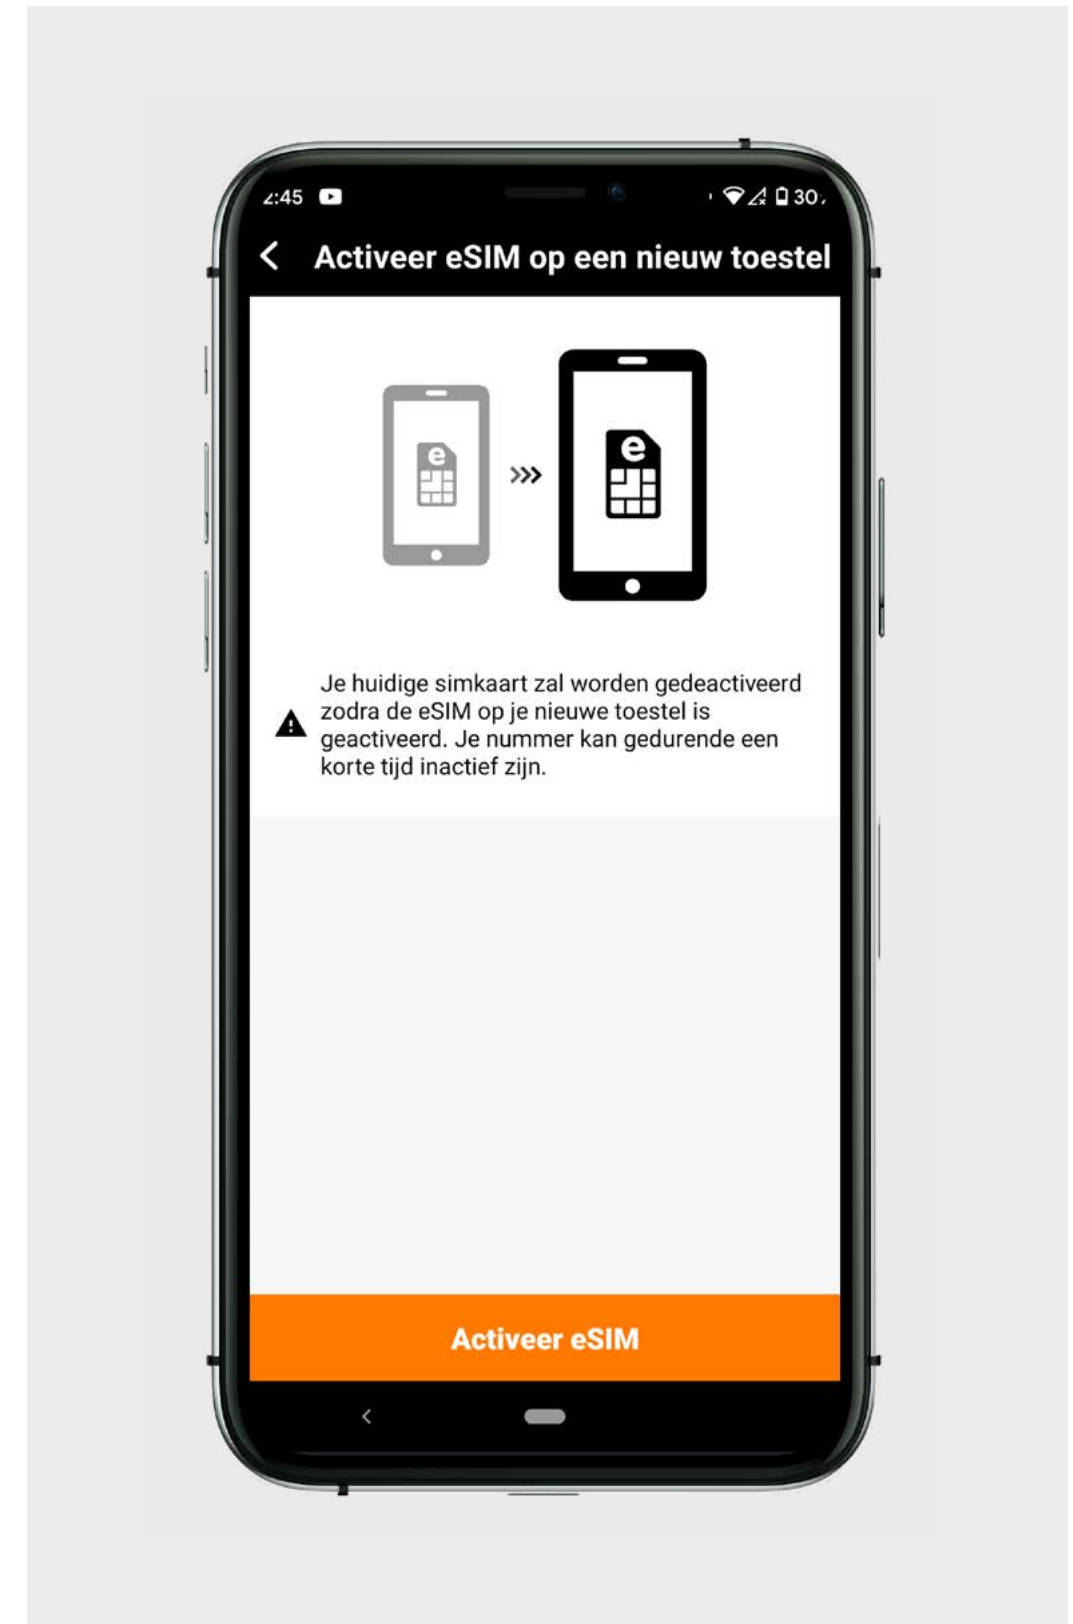 2:45
30
Activeer eSIM op een nieuw toestel
e
e
Je huidige simkaart zal worden gedeactiveerd
zodra de eSIM op je nieuwe toestel is
geactiveerd. Je nummer kan gedurende een
korte tijd inactief zijn.
Activeer eSIM